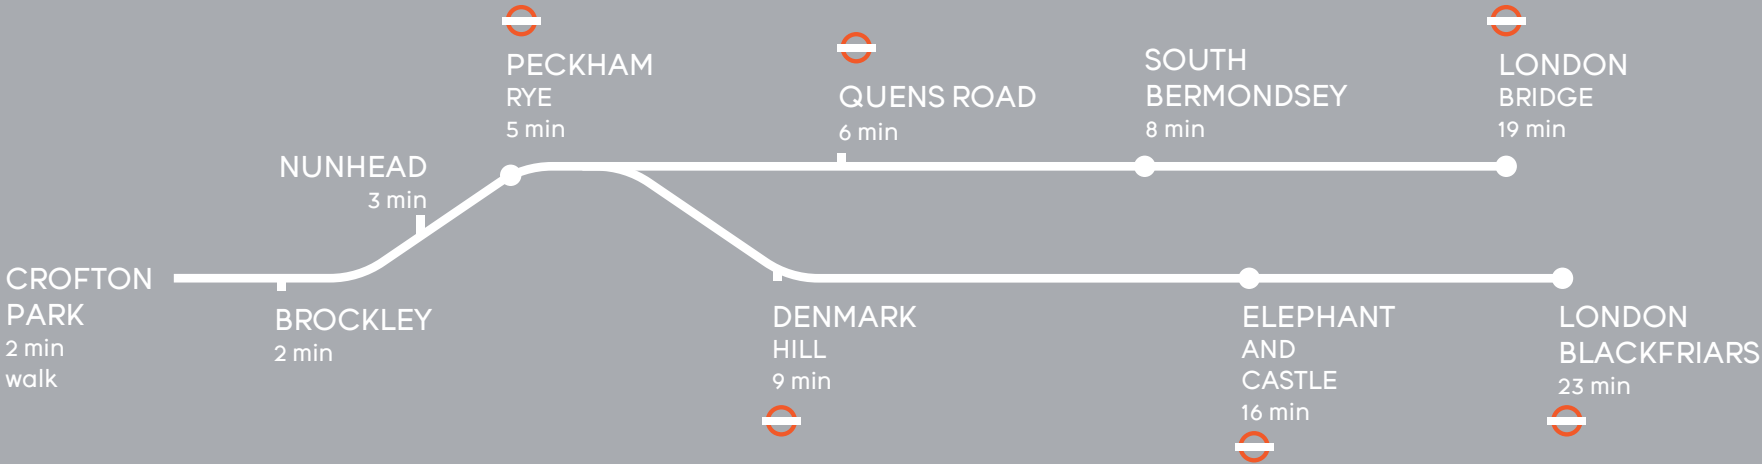 PECKHAM
RYE
5 min
QUENS ROAD
6 min
SOUTH
BERMONDSEY
8 min
LONDON
BRIDGE
19 min
NUNHEAD
3 min
CROFTON
PARK
2 min
walk
BROCKLEY
2 min
DENMARK
HILL
9 min
ELEPHANT
AND
CASTLE
16 min
LONDON
BLACKFRIARS
23 min